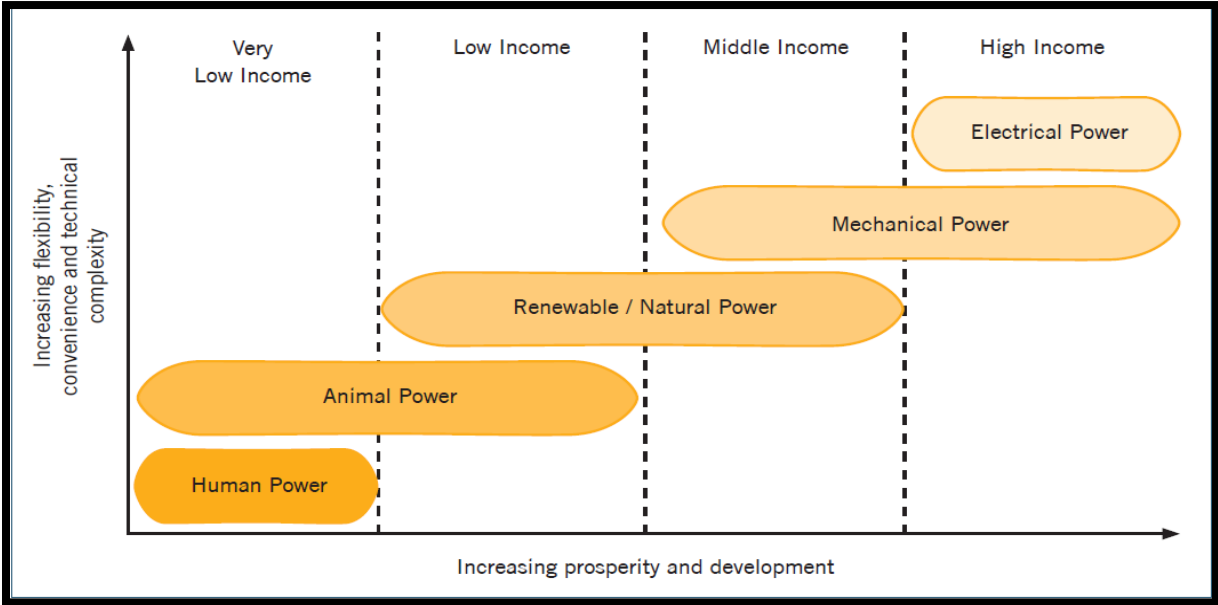 Very
Low Income
Low Income
Middle Income
High Income
Increasing flexibility,
convenience and technical
complexity
Electrical Power
Mechanical Power
Renewable / Natural Power
Animal Power
Human Power
Increasing prosperity and development